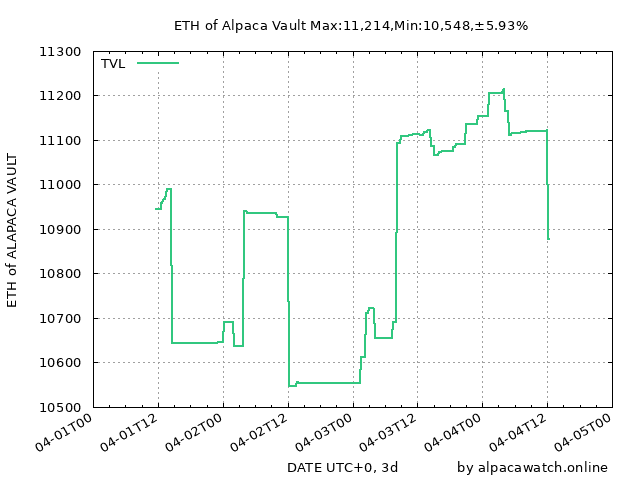 ETH of Alpaca Vault Max:11,214,Min:10,548,±5.93%
TVL
ETH of ALAPACA VAULT
11300
11200
11100
11000
10900
10800
10700
10600
10500
04-01T00
04-01T12
04-02T00
04-02T12
04-03T00
04-03T12
04-04T00
04-04T12
04-05T00
DATE UTC+0, 3d
by alpacawatch.online